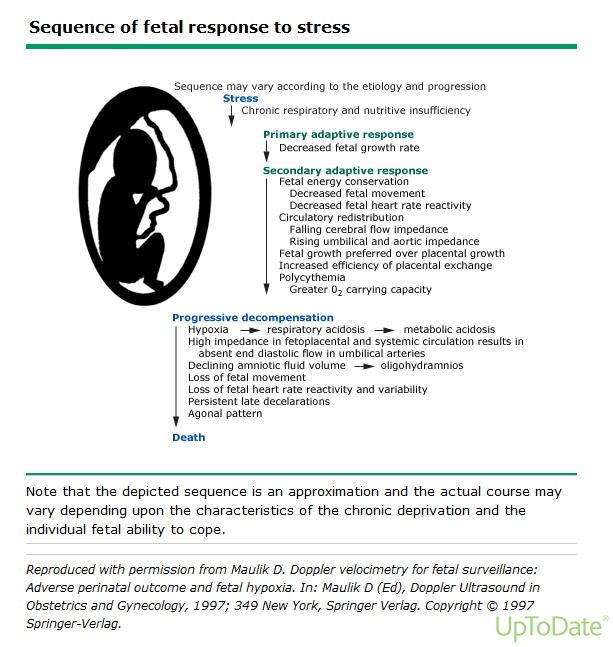 Sequence of fetal response to stress
Sequence may vary according to the etiology and progression
Stress
Chronic respiratory and nutritive insufficiency
Primary adaptive response
Decreased fetal growth rate
Secondary adaptive response
Fetal energy conservation
Decreased fetal movement
Decreased fetal heart rate reactivity
Circulatory redistribution
Falling cerebral flow impedance
Rising umbilical and aortic impedance
Fetal growth preferred over placental growth
Increased efficiency of placental exchange
Polycythemia
Greater 0₂ carrying capacity
Progressive decompensation
Hypoxia → respiratory acidosis → metabolic acidosis
High impedance in fetoplacental and systemic circulation results in
absent end diastolic flow in umbilical arteries
Declining amniotic fluid volume → oligohydramnios
Loss of fetal movement
Loss of fetal heart rate reactivity and variability
Persistent late decelarations
Agonal pattern
Death
Note that the depicted sequence is an approximation and the actual course may
vary depending upon the characteristics of the chronic deprivation and the
individual fetal ability to cope.
Reproduced with permission from Maulik D. Doppler velocimetry for fetal surveillance:
Adverse perinatal outcome and fetal hypoxia. In: Maulik D (Ed), Doppler Ultrasound in
Obstetrics and Gynecology, 1997; 349 New York, Springer Verlag. Copyright © 1997
Springer-Verlag.
UpToDate®